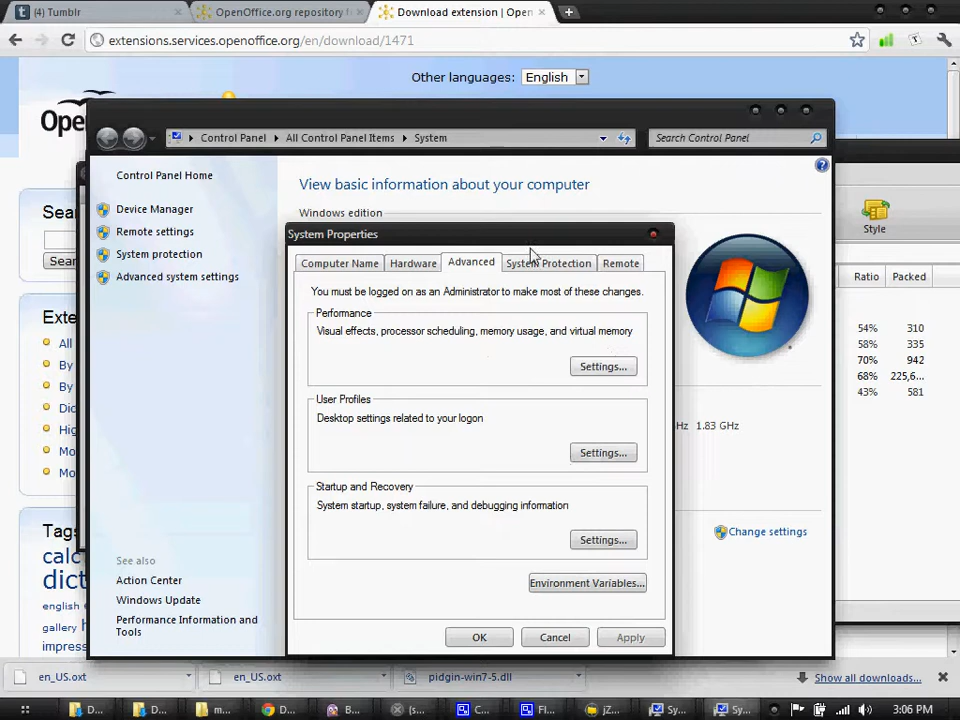 (4) Tumblr
OpenOffice.org repository f
Download extension | Open
extensions.services.openoffice.org/en/download/1471
Other languages: English
Ope
Control Panel
All Control Panel Items
System
Search Control Panel
Control Panel Home
View basic information about your computer
Device Manager
Windows edition
Remote settings
System protection
Advanced system settings
System Properties
Computer Name
Hardware
Advanced
System Protection
Remote
You must be logged on as an Administrator to make most of these changes.
Performance
Visual effects, processor scheduling, memory usage, and virtual memory
Settings...
User Profiles
Desktop settings related to your logon
Settings...
Startup and Recovery
System startup, system failure, and debugging information
Settings...
Environment Variables...
OK
Cancel
Apply
Hz 1.83 GHz
Change settings
See also
Action Center
Windows Update
Performance Information and
Tools
Style
Ratio
Packed
54% 310
58% 335
70% 942
68% 225,6...
43% 581
Sear
Sear
Exte
All
By
By
Dic
Hig
Mo
Mo
Tags
calc
dict
english
gallery
impress
en_US.oxt
en_US.oxt
pidgin-win7-5.dll
Show all downloads...
D...
D...
m...
D...
B...
(s...
C...
Fl...
jZ...
Sy...
Sy...
3:06 PM